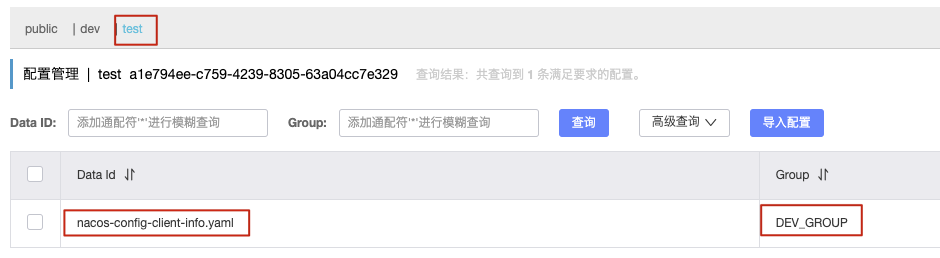 public | dev | test
配置管理 | test a1e794ee-c759-4239-8305-63a04cc7e329 查询结果：共查询到 1 条满足要求的配置。
Data ID: 添加通配符'*'进行模糊查询 Group: 添加通配符'*'进行模糊查询 查询 高级查询 导入配置
Data Id Group
nacos-config-client-info.yaml DEV_GROUP